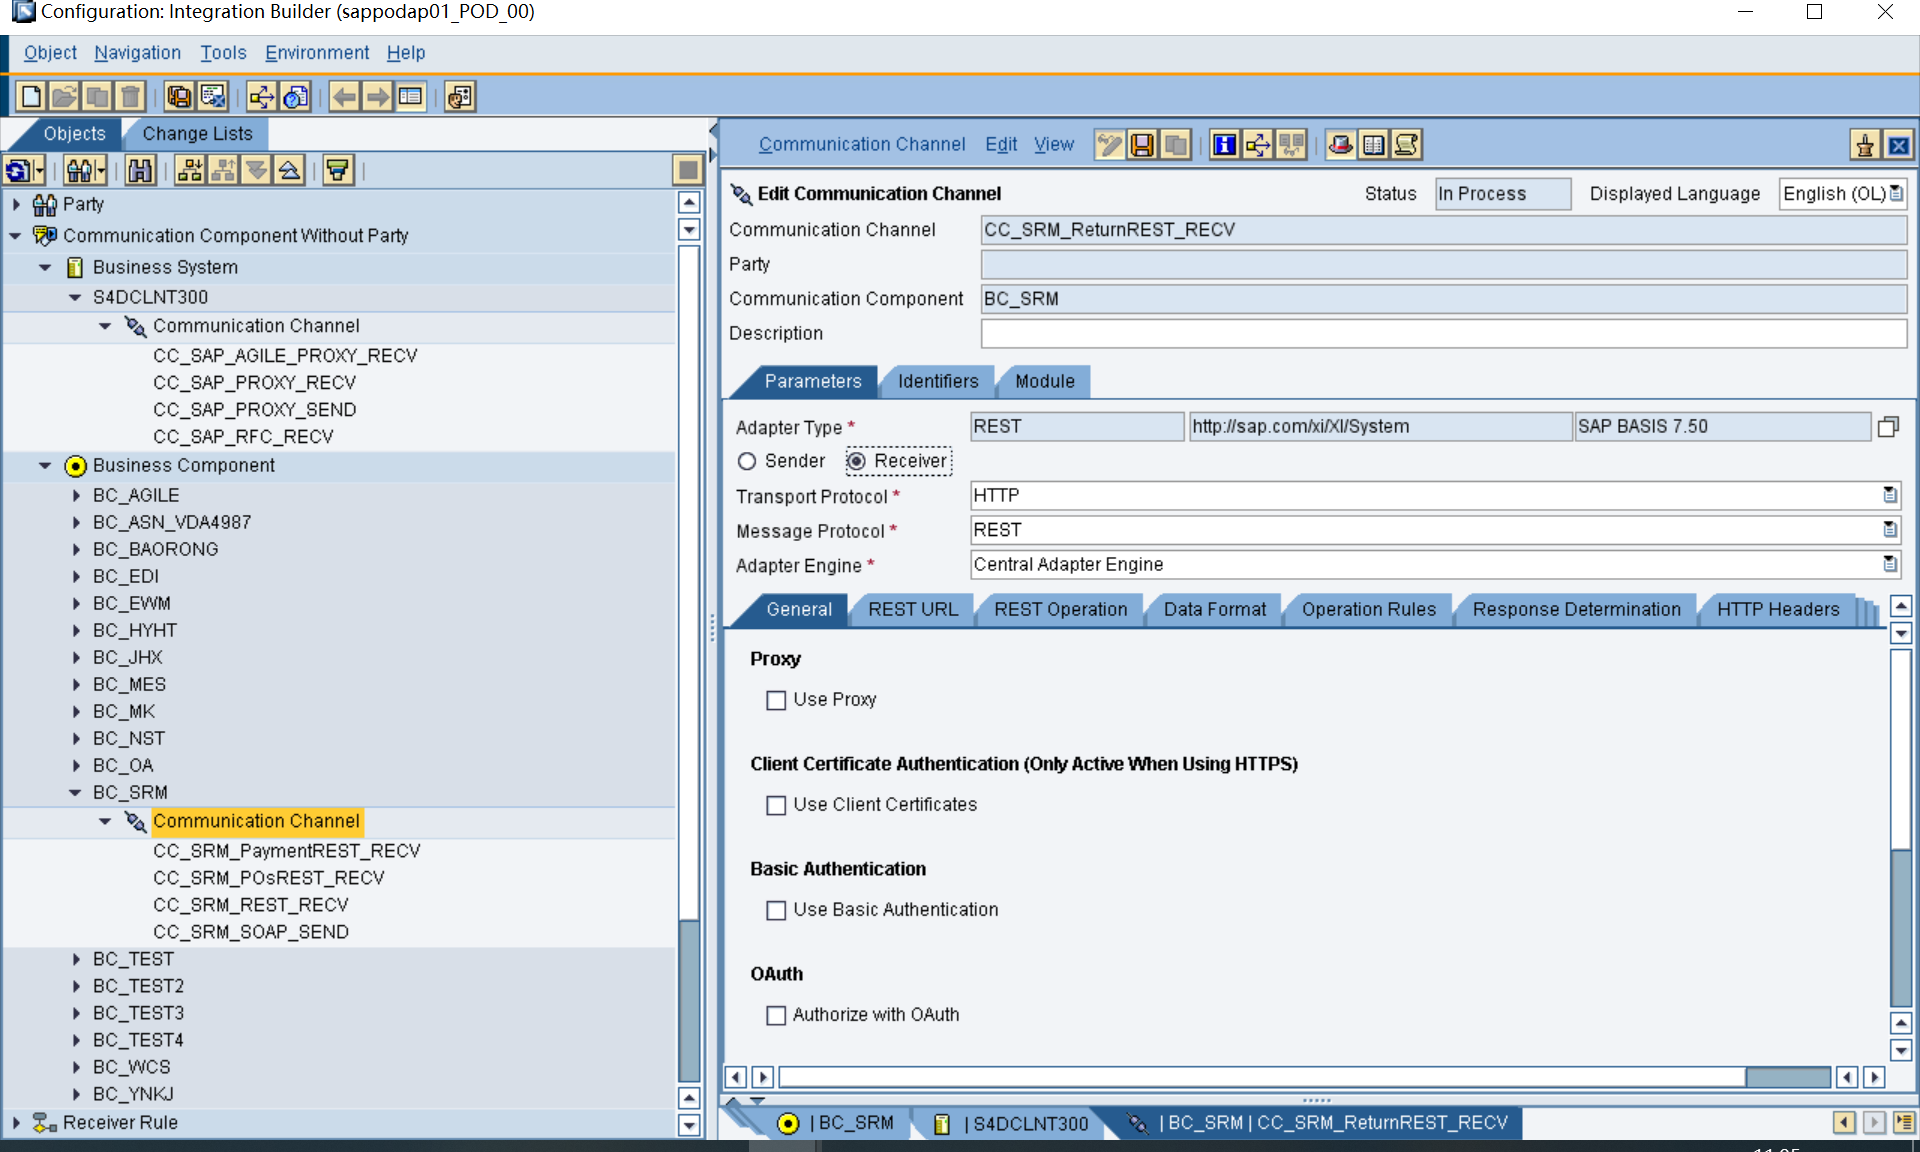 Configuration: Integration Builder (sappodap01_POD_00)
Object Navigation Tools Environment Help
Objects Change Lists
Party
Communication Component Without Party
Business System
S4DCLNT300
Communication Channel
CC_SAP_AGILE_PROXY_RECV
CC_SAP_PROXY_RECV
CC_SAP_PROXY_SEND
CC_SAP_RFC_RECV
Business Component
BC_AGILE
BC_ASN_VDA4987
BC_BAORONG
BC_EDI
BC_EWM
BC_HYHT
BC_JHX
BC_MES
BC_MK
BC_NST
BC_OA
BC_SRM
Communication Channel
CC_SRM_PaymentREST_RECV
CC_SRM_POsREST_RECV
CC_SRM_REST_RECV
CC_SRM_SOAP_SEND
BC_TEST
BC_TEST2
BC_TEST3
BC_TEST4
BC_WCS
BC_YNKJ
Receiver Rule
Communication Channel Edit View
Edit Communication Channel Status In Process Displayed Language English (OL)
Communication Channel CC_SRM_ReturnREST_RECV
Party
Communication Component BC_SRM
Description
Parameters Identifiers Module
Adapter Type * REST http://sap.com/xi/XI/System SAP BASIS 7.50
Sender Receiver
Transport Protocol * HTTP
Message Protocol * REST
Adapter Engine * Central Adapter Engine
General REST URL REST Operation Data Format Operation Rules Response Determination HTTP Headers
Proxy
Use Proxy
Client Certificate Authentication (Only Active When Using HTTPS)
Use Client Certificates
Basic Authentication
Use Basic Authentication
OAuth
Authorize with OAuth
| BC_SRM | S4DCLNT300 | BC_SRM | CC_SRM_ReturnREST_RECV